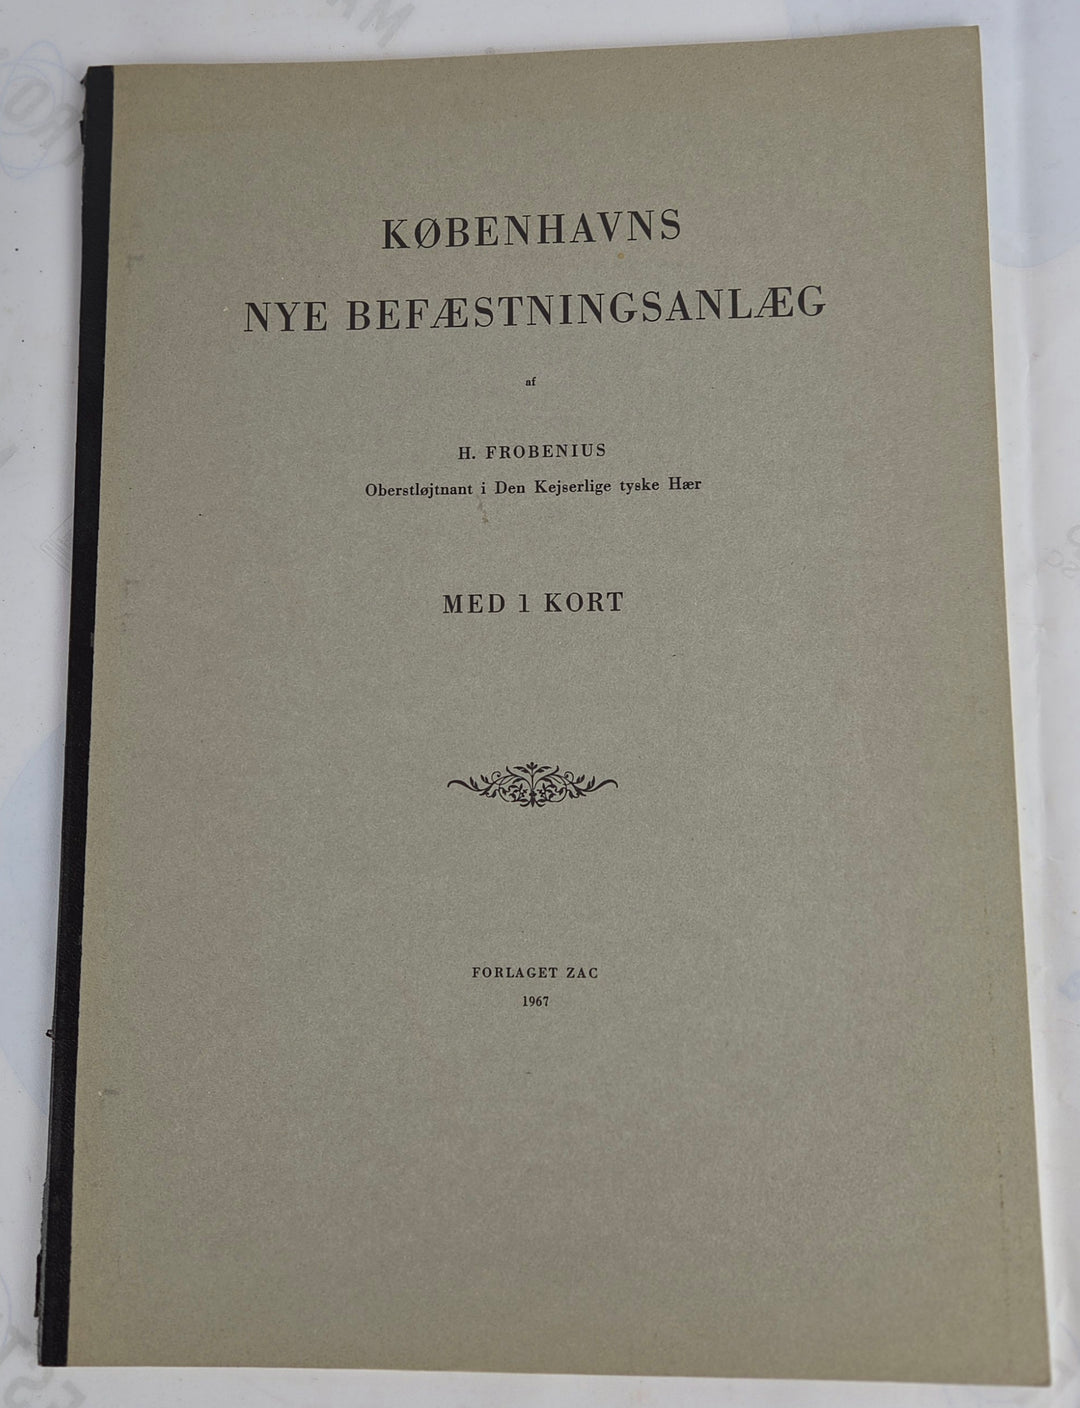 KØBENHAVNS
NYE BEFÆSTNINGSANLÆG
af
H. FROBENIUS
Oberstløjtnant i Den Kejserlige tyske Hær
MED 1 KORT
FORLAGET ZAC
1967